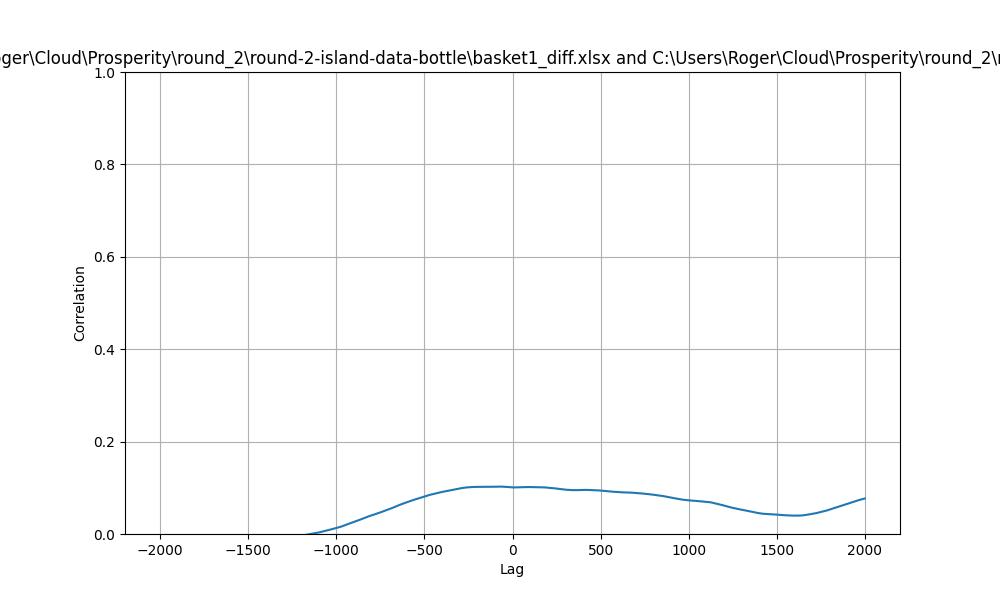 ger\Cloud\Prosperity\round_2\round-2-island-data-bottle\basket1_diff.xlsx and C:\Users\Roger\Cloud\Prosperity\round_2\
1.0
0.8
0.6
0.4
0.2
0.0
Correlation
−2000 −1500 −1000 −500 0 500 1000 1500 2000
Lag